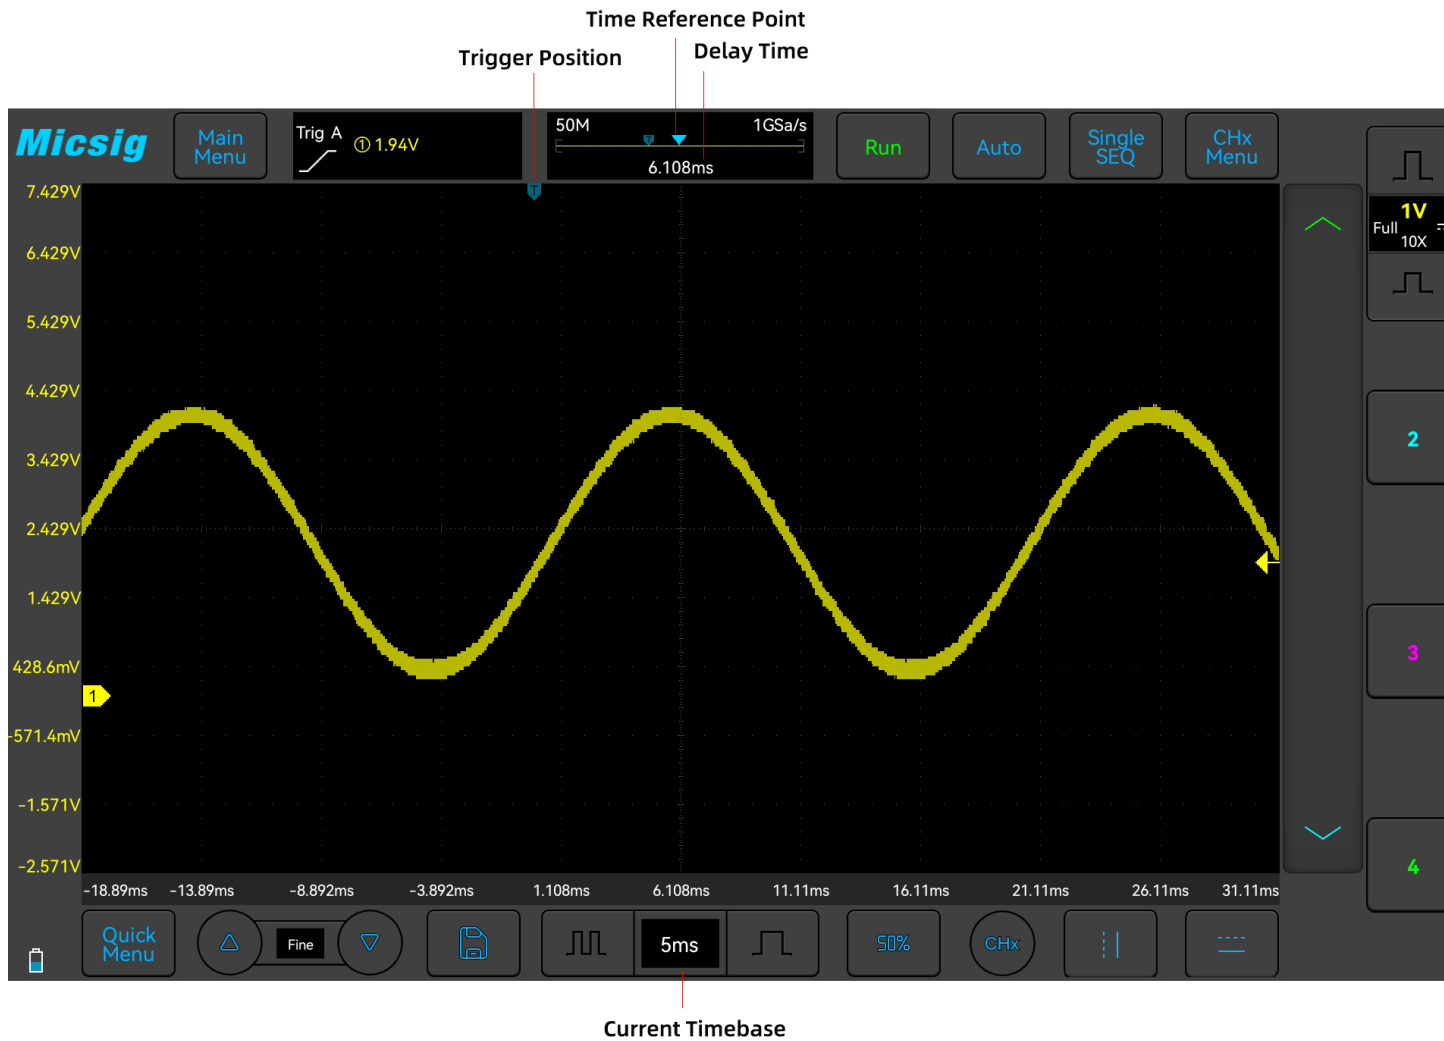 Time Reference Point
Trigger Position
Delay Time
Micsig
Main
Menu
Trig A
① 1.94V
50M
1GSa/s
T
6.108ms
Run
Auto
Single
SEQ
CHx
Menu
T
7.429V
6.429V
5.429V
4.429V
3.429V
2.429V
1.429V
428.6mV
1
-571.4mV
-1.571V
-2.571V
1V
Full
10X
2
3
4
-18.89ms
-13.89ms
-8.892ms
-3.892ms
1.108ms
6.108ms
11.11ms
16.11ms
21.11ms
26.11ms
31.11ms
Quick
Menu
Fine
5ms
50%
CHx
Current Timebase